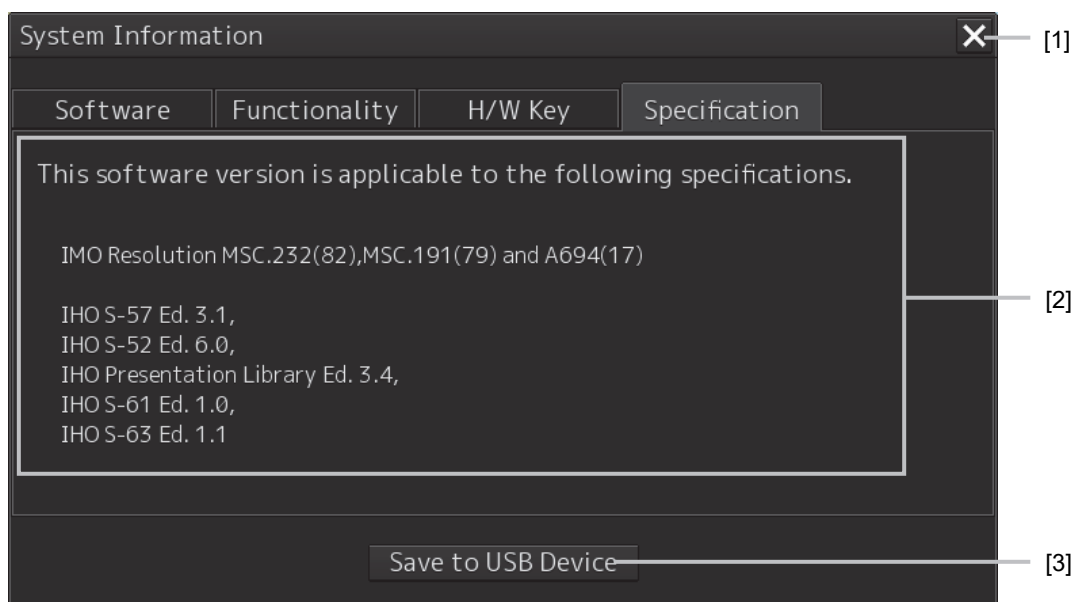 System Information
[1]
Software Functionality H/W Key Specification
This software version is applicable to the following specifications.
IMO Resolution MSC.232(82),MSC.191(79) and A694(17)
[2]
IHO S-57 Ed. 3.1,
IHO S-52 Ed. 6.0,
IHO Presentation Library Ed. 3.4,
IHO S-61 Ed. 1.0,
IHO S-63 Ed. 1.1
Save to USB Device
[3]